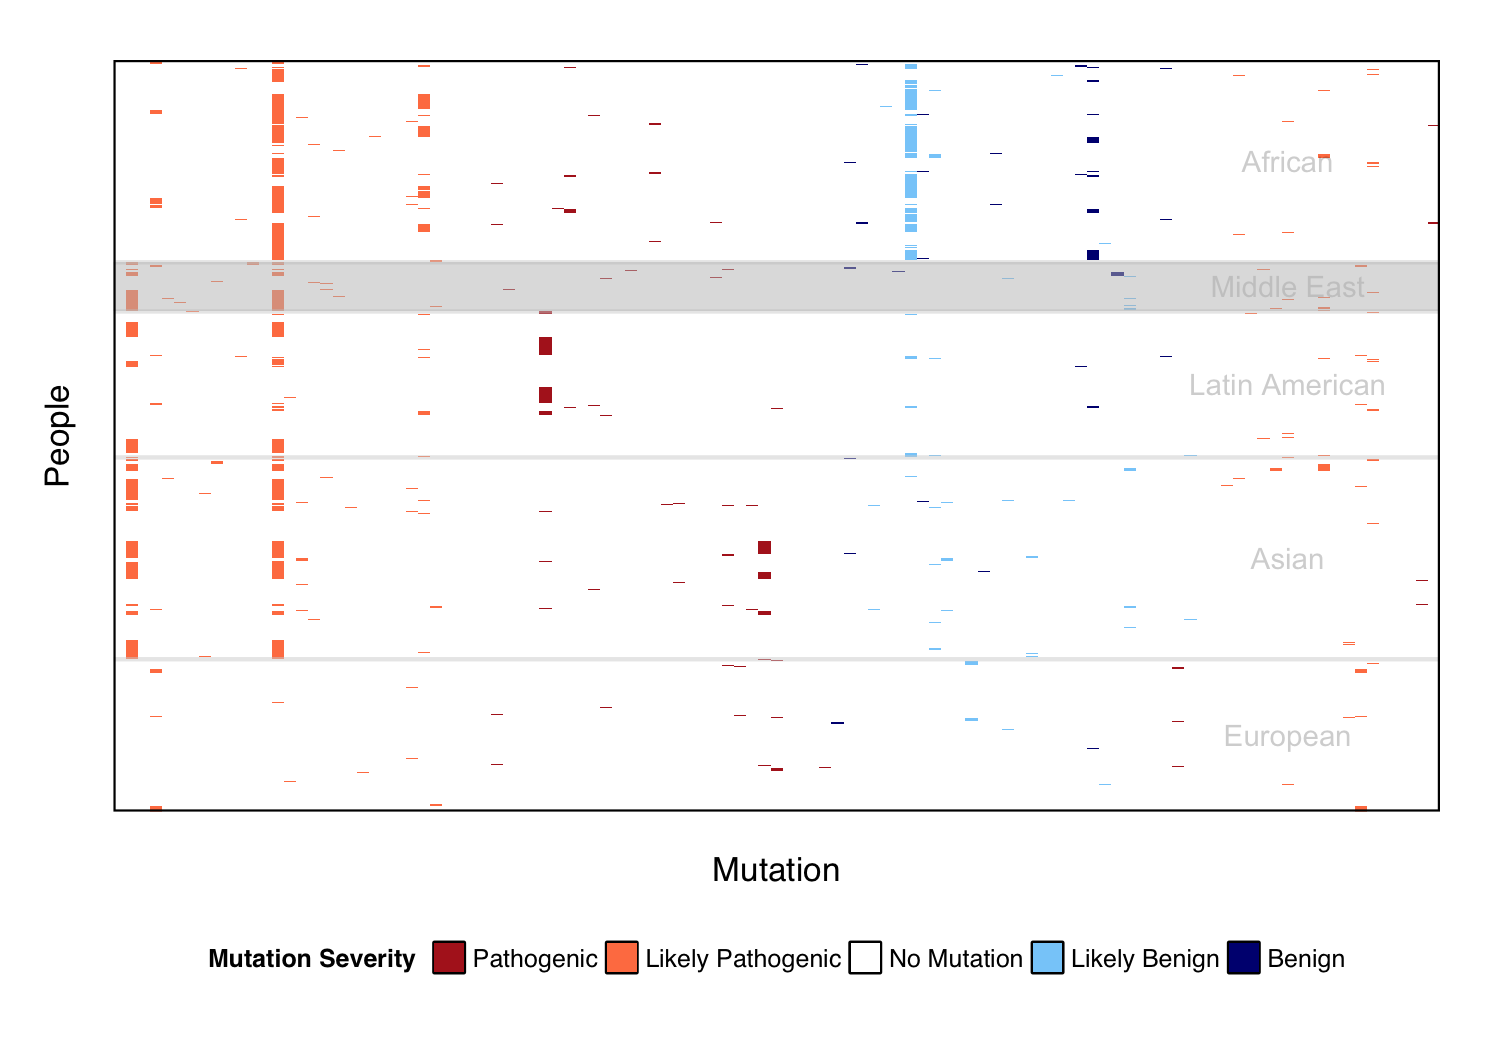 African
Middle East
Latin American
Asian
European
People
Mutation
Mutation Severity Pathogenic Likely Pathogenic No Mutation Likely Benign Benign